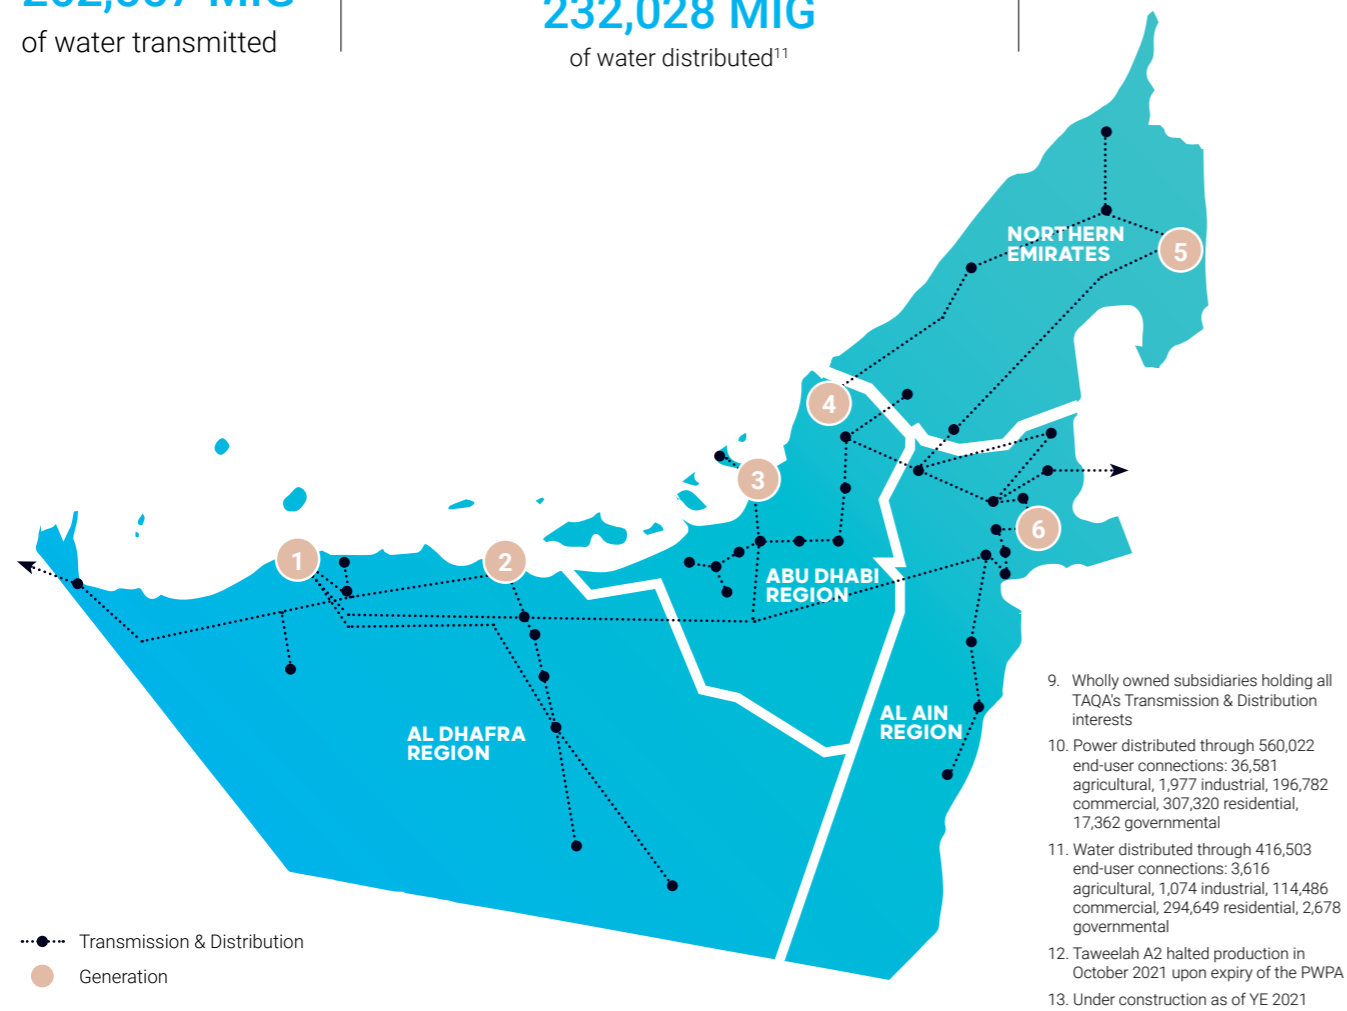 of water transmitted
232,028 MIG
of water distributed11
NORTHERN
EMIRATES
5
4
3
6
1
2
ABU DHABI
REGION
AL DHAFRA
REGION
AL AIN
REGION
9. Wholly owned subsidiaries holding all
TAQA's Transmission & Distribution
interests
10. Power distributed through 560,022
end-user connections: 36,581
agricultural, 1,977 industrial, 196,782
commercial, 307,320 residential,
17,362 governmental
11. Water distributed through 416,503
end-user connections: 3,616
agricultural, 1,074 industrial, 114,486
commercial, 294,649 residential, 2,678
governmental
12. Taweelah A2 halted production in
October 2021 upon expiry of the PWPA
13. Under construction as of YE 2021
Transmission & Distribution
Generation